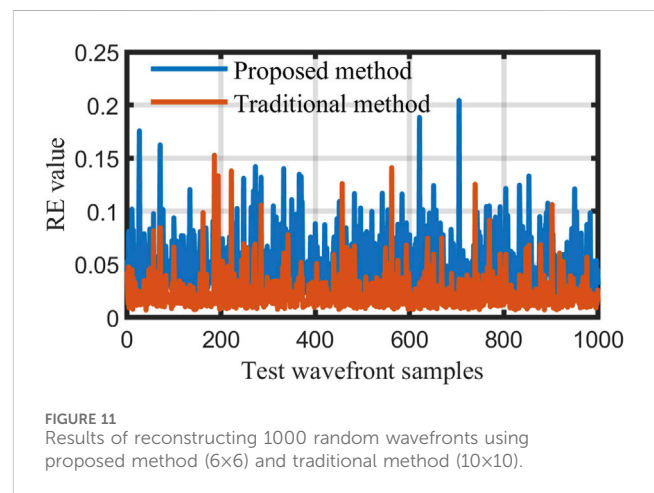 0.25
0.2
0.15
0.1
0.05
0
RE value
Proposed method
Traditional method
0 200 400 600 800 1000
Test wavefront samples
FIGURE 11
Results of reconstructing 1000 random wavefronts using
proposed method (6×6) and traditional method (10×10).